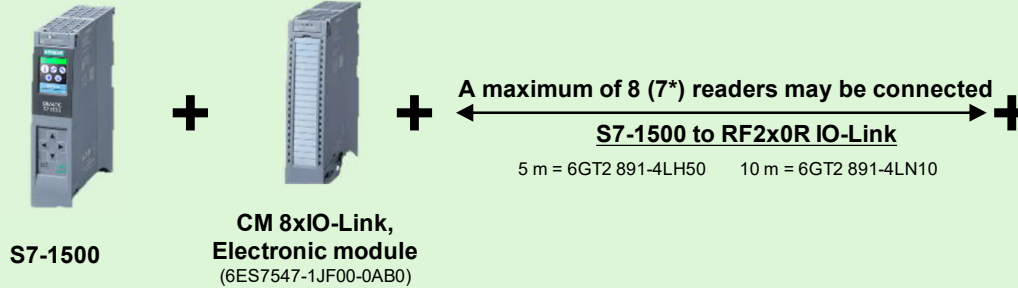 A maximum of 8 (7*) readers may be connected
S7-1500 to RF2x0R IO-Link
5 m = 6GT2 891-4LH50 10 m = 6GT2 891-4LN10
S7-1500
CM 8xIO-Link,
Electronic module
(6ES7547-1JF00-0AB0)